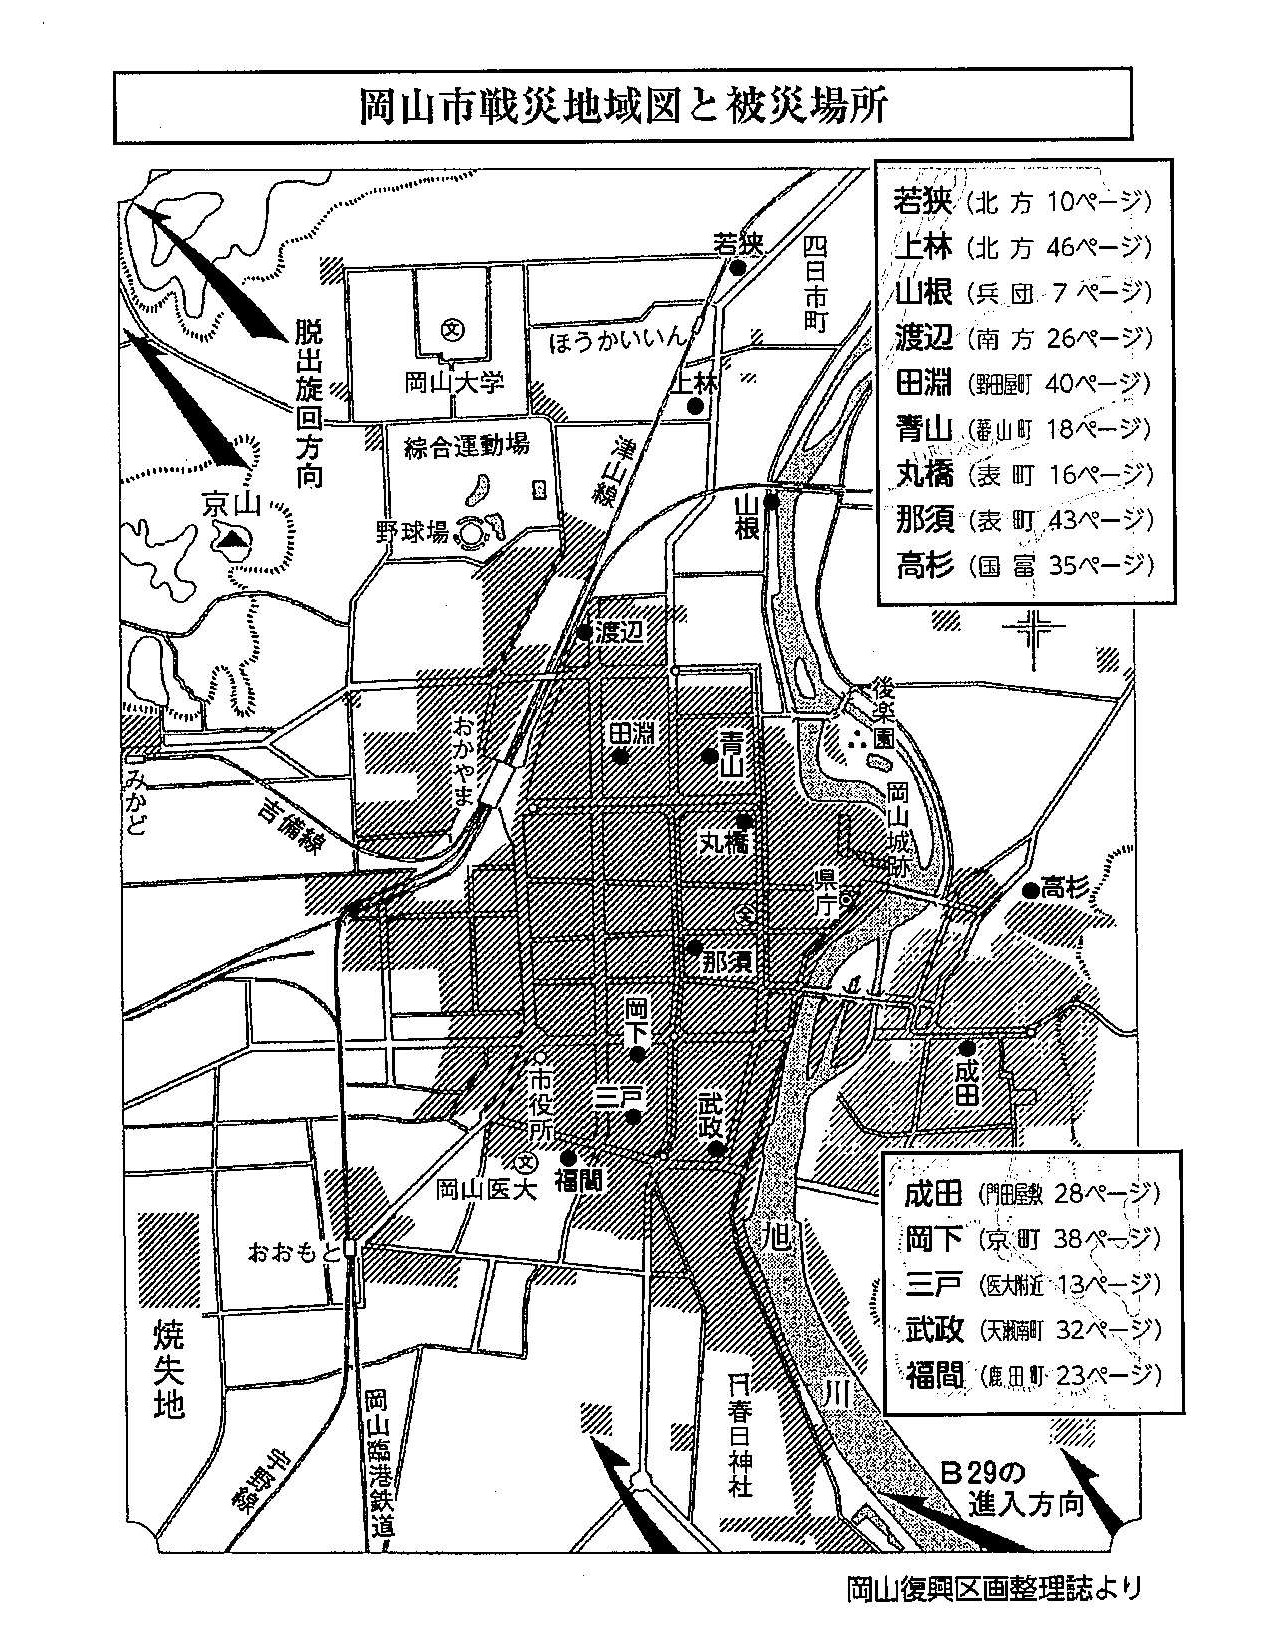 岡山市戦災地域図と被災場所
若狭(北方 10ページ)
上林(北方 46ページ)
山根(兵団 7ページ)
渡辺(南方 26ページ)
田淵(野田屋町 40ページ)
青山(蕃山町 18ページ)
丸橋(表町 16ページ)
那須(表町 43ページ)
高杉(国富 35ページ)
若狭
四日市町
脱出旋回方向
文
ほうかいいん
岡山大学
上林
綜合運動場
津山線
京山
野球場
山根
渡辺
後楽園
おかやま
田淵
青山
みかど
吉備線
岡山城跡
丸橋
県庁
高杉
文
那須
岡下
成田
市役所
三戸
武政
文
岡山医大
福間
成田(門田屋敷 28ページ)
岡下(京町 38ページ)
三戸(医大附近 13ページ)
武政(天瀬南町 32ページ)
福間(鹿田町 23ページ)
旭
川
おおもと
焼失地
岡山臨港鉄道
宇野線
春日神社
B29の
進入方向
岡山復興区画整理誌より